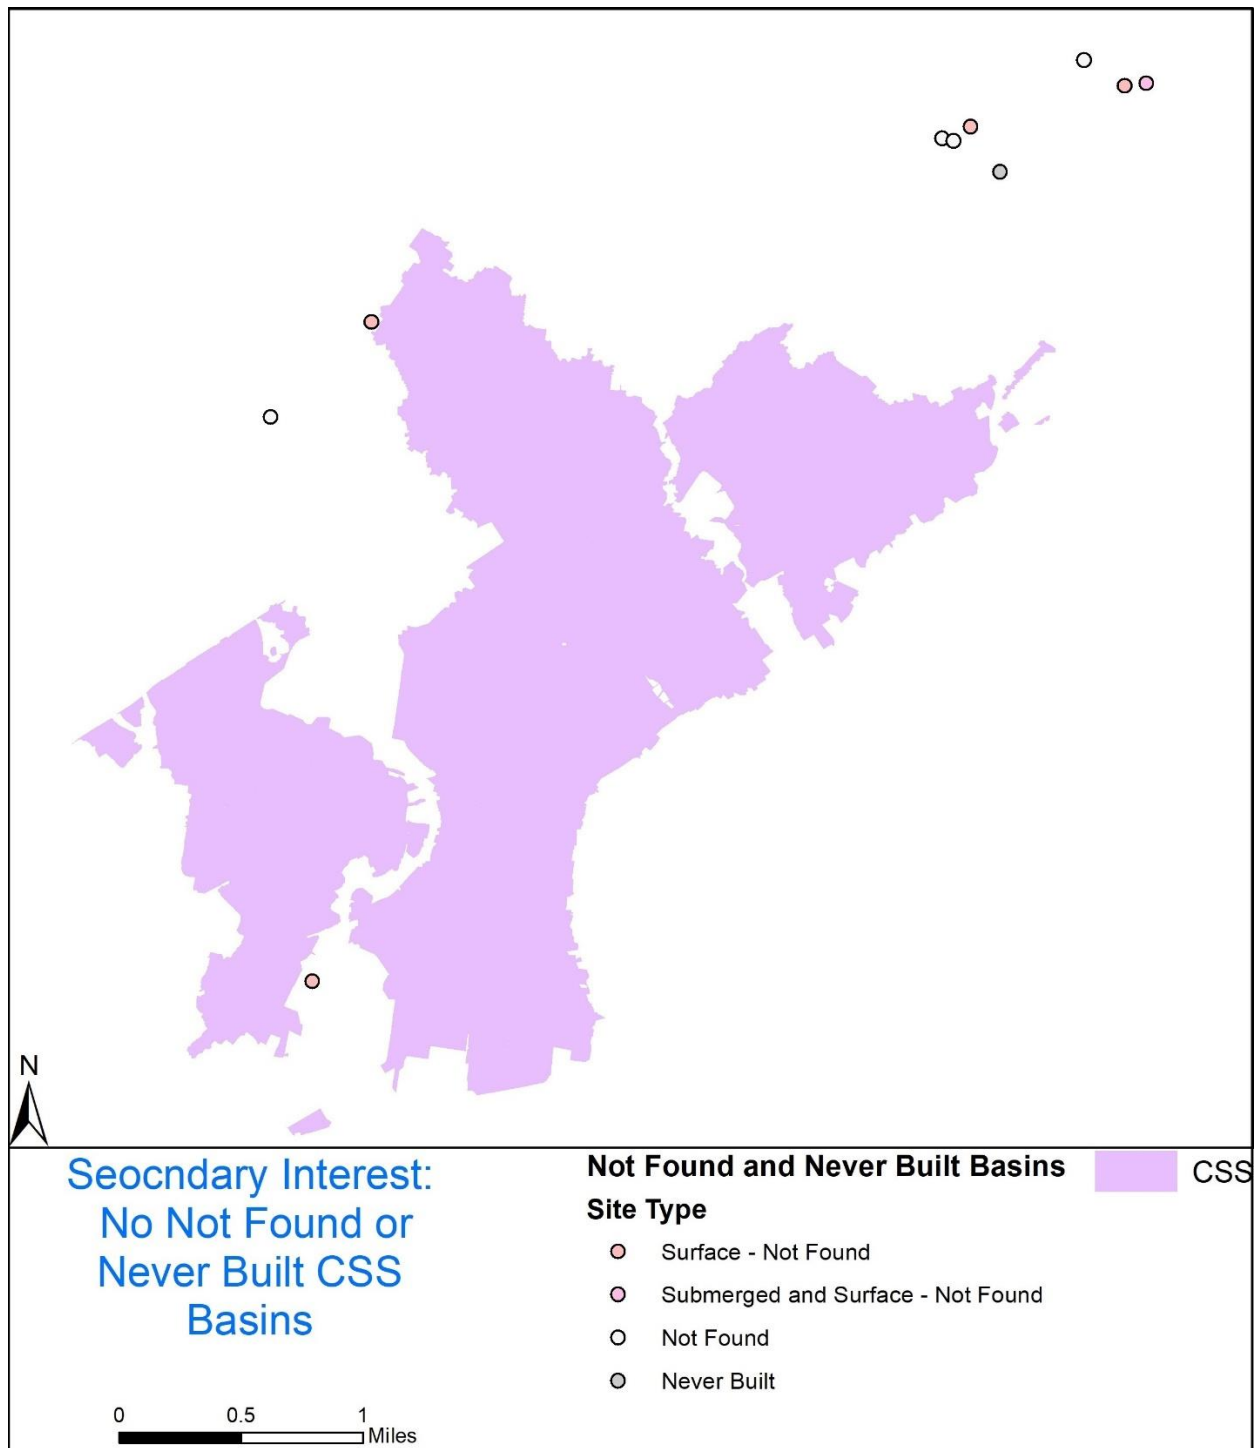 N
Seocndary Interest:
No Not Found or
Never Built CSS
Basins
0 0.5 1
Miles
Not Found and Never Built Basins
CSS
Site Type
Surface - Not Found
Submerged and Surface - Not Found
Not Found
Never Built